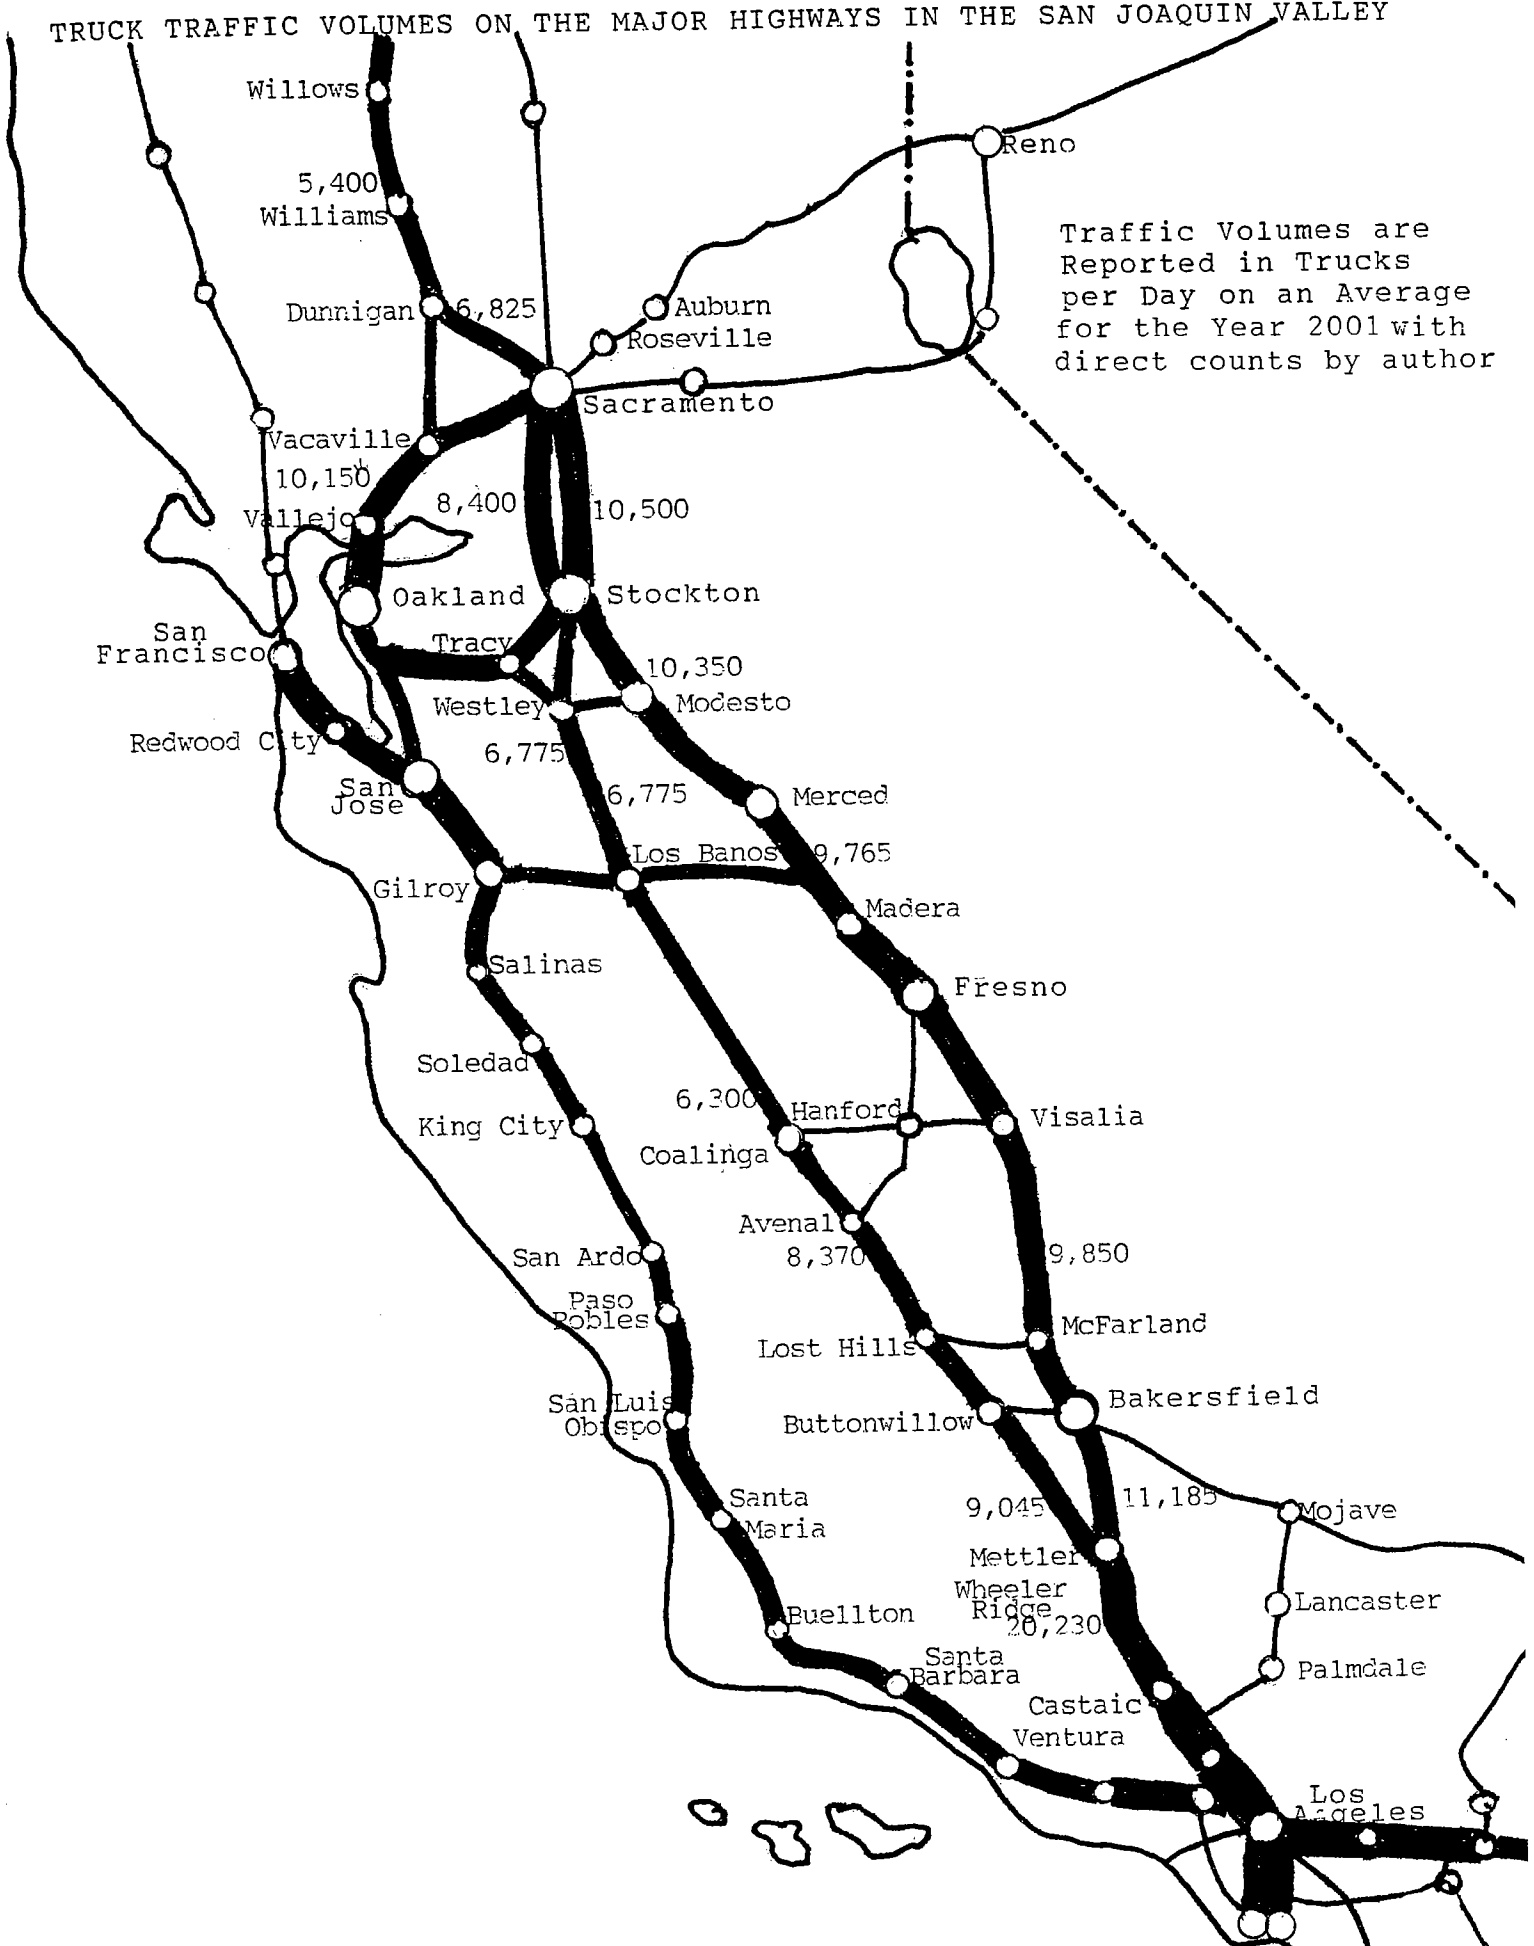 TRUCK TRAFFIC VOLUMES ON THE MAJOR HIGHWAYS IN THE SAN JOAQUIN VALLEY
Willows
Reno
5,400
Williams
Traffic Volumes are
Reported in Trucks
per Day on an Average
for the Year 2001 with
direct counts by author
Dunnigan
6,825
Auburn
Roseville
Sacramento
Vacaville
10,150
8,400
10,500
Vallejo
Oakland
Stockton
San
Francisco
Tracy
10,350
Westley
Modesto
Redwood City
6,775
San
Jose
6,775
Merced
Los Banos
9,765
Gilroy
Madera
Salinas
Fresno
Soledad
6,300
Hanford
King City
Visalia
Coalinga
Avenal
8,370
9,850
San Ardo
Paso
Robles
McFarland
Lost Hills
San Luis
Obispo
Bakersfield
Buttonwillow
Santa
Maria
9,045
11,185
Mojave
Mettler
Wheeler
Ridge
20,230
Lancaster
Buellton
Santa
Barbara
Palmdale
Castaic
Ventura
Los
Angeles